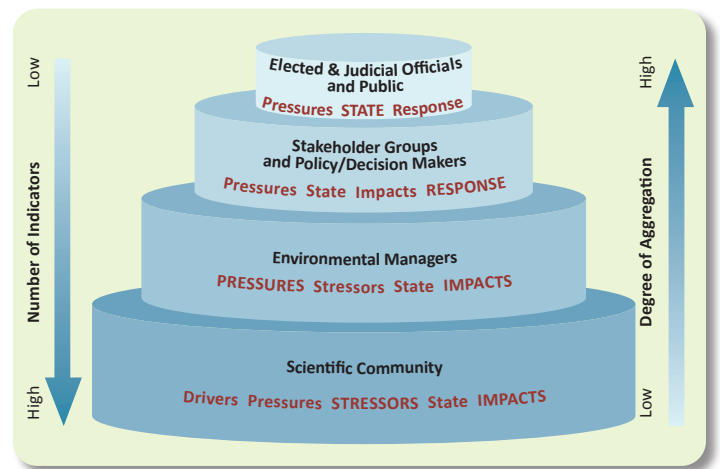 Low
Number of Indicators
High
Elected & Judicial Officials
and Public
Pressures STATE Response
Stakeholder Groups
and Policy/Decision Makers
Pressures State Impacts RESPONSE
Environmental Managers
PRESSURES Stressors State IMPACTS
Scientific Community
Drivers Pressures STRESSORS State IMPACTS
High
Degree of Aggregation
Low